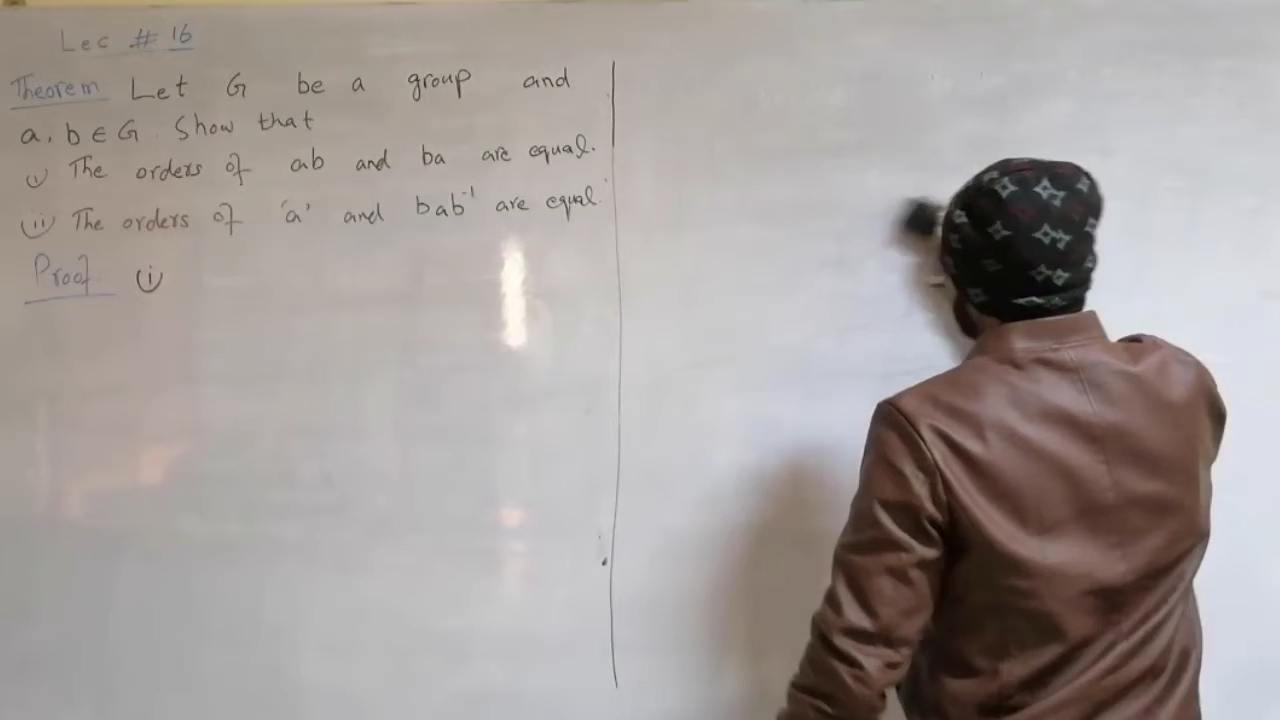 Lec # 16
Theorem Let G be a group and
a, b ∈ G. Show that
(i) The orders of ab and ba are equal.
(ii) The orders of 'a' and bab⁻¹ are equal.
Proof (i)